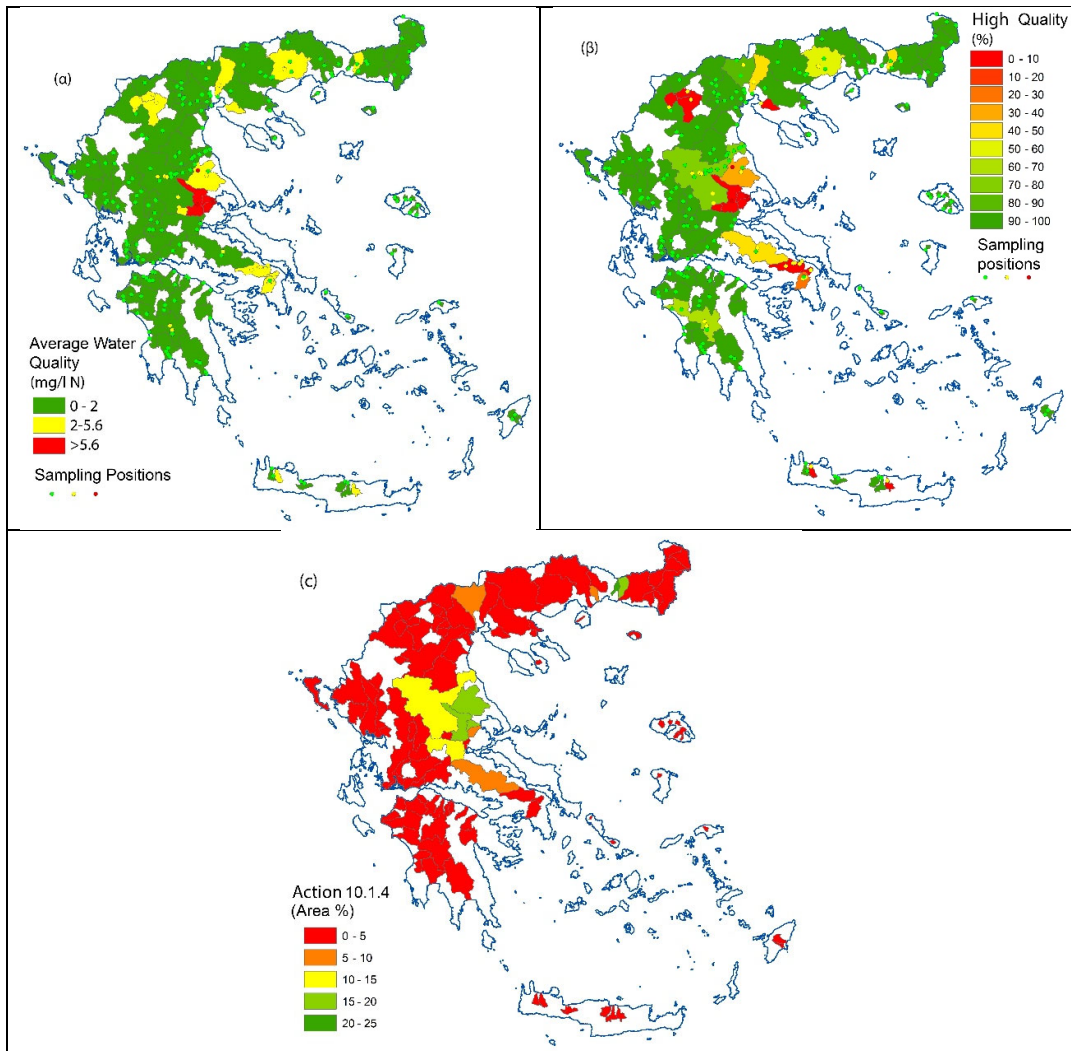 (α)
Average Water
Quality
(mg/l N)
0 - 2
2-5.6
>5.6
Sampling Positions
(β)
High Quality
(%)
0 - 10
10 - 20
20 - 30
30 - 40
40 - 50
50 - 60
60 - 70
70 - 80
80 - 90
90 - 100
Sampling
positions
(c)
Action 10.1.4
(Area %)
0 - 5
5 - 10
10 - 15
15 - 20
20 - 25